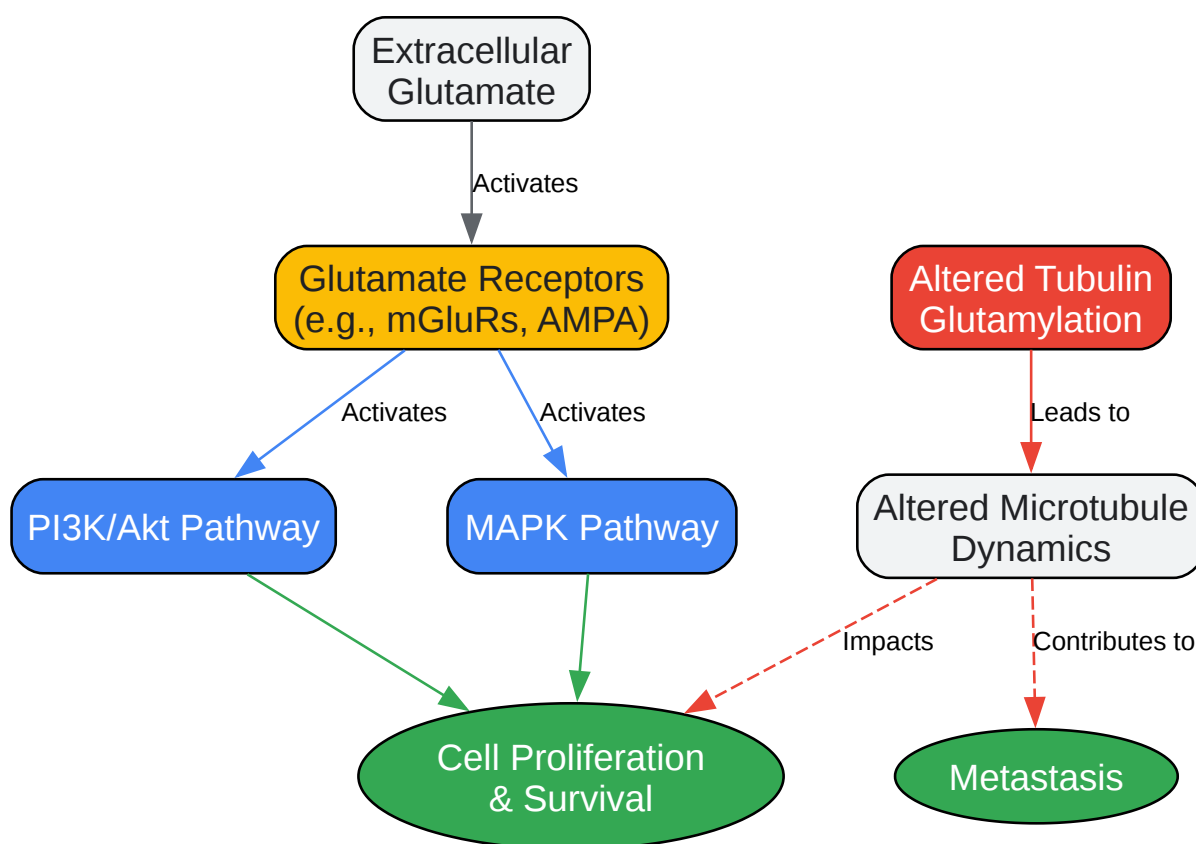 Extracellular
Glutamate
Activates
Glutamate Receptors
(e.g., mGluRs, AMPA)
Altered Tubulin
Glutamylation
Activates
Activates
Leads to
PI3K/Akt Pathway
MAPK Pathway
Altered Microtubule
Dynamics
Impacts
Contributes to
Cell Proliferation
& Survival
Metastasis